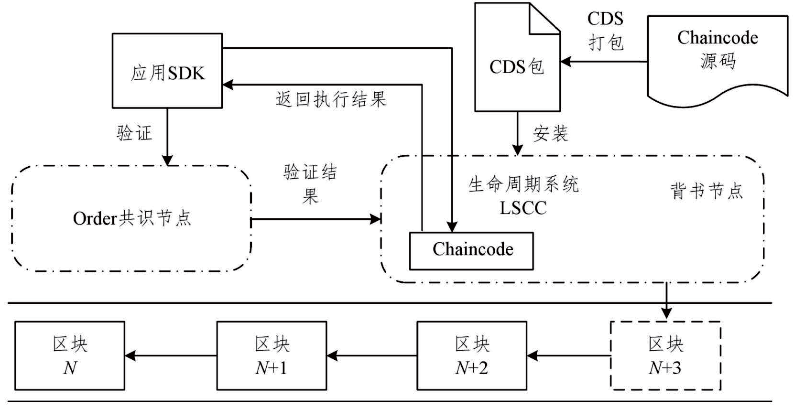 CDS
打包
Chaincode
源码
应用SDK
CDS包
返回执行结果
验证
安装
验证结
果
生命周期系统
LSCC
背书节点
Order共识节点
Chaincode
区块
N
区块
N+1
区块
N+2
区块
N+3